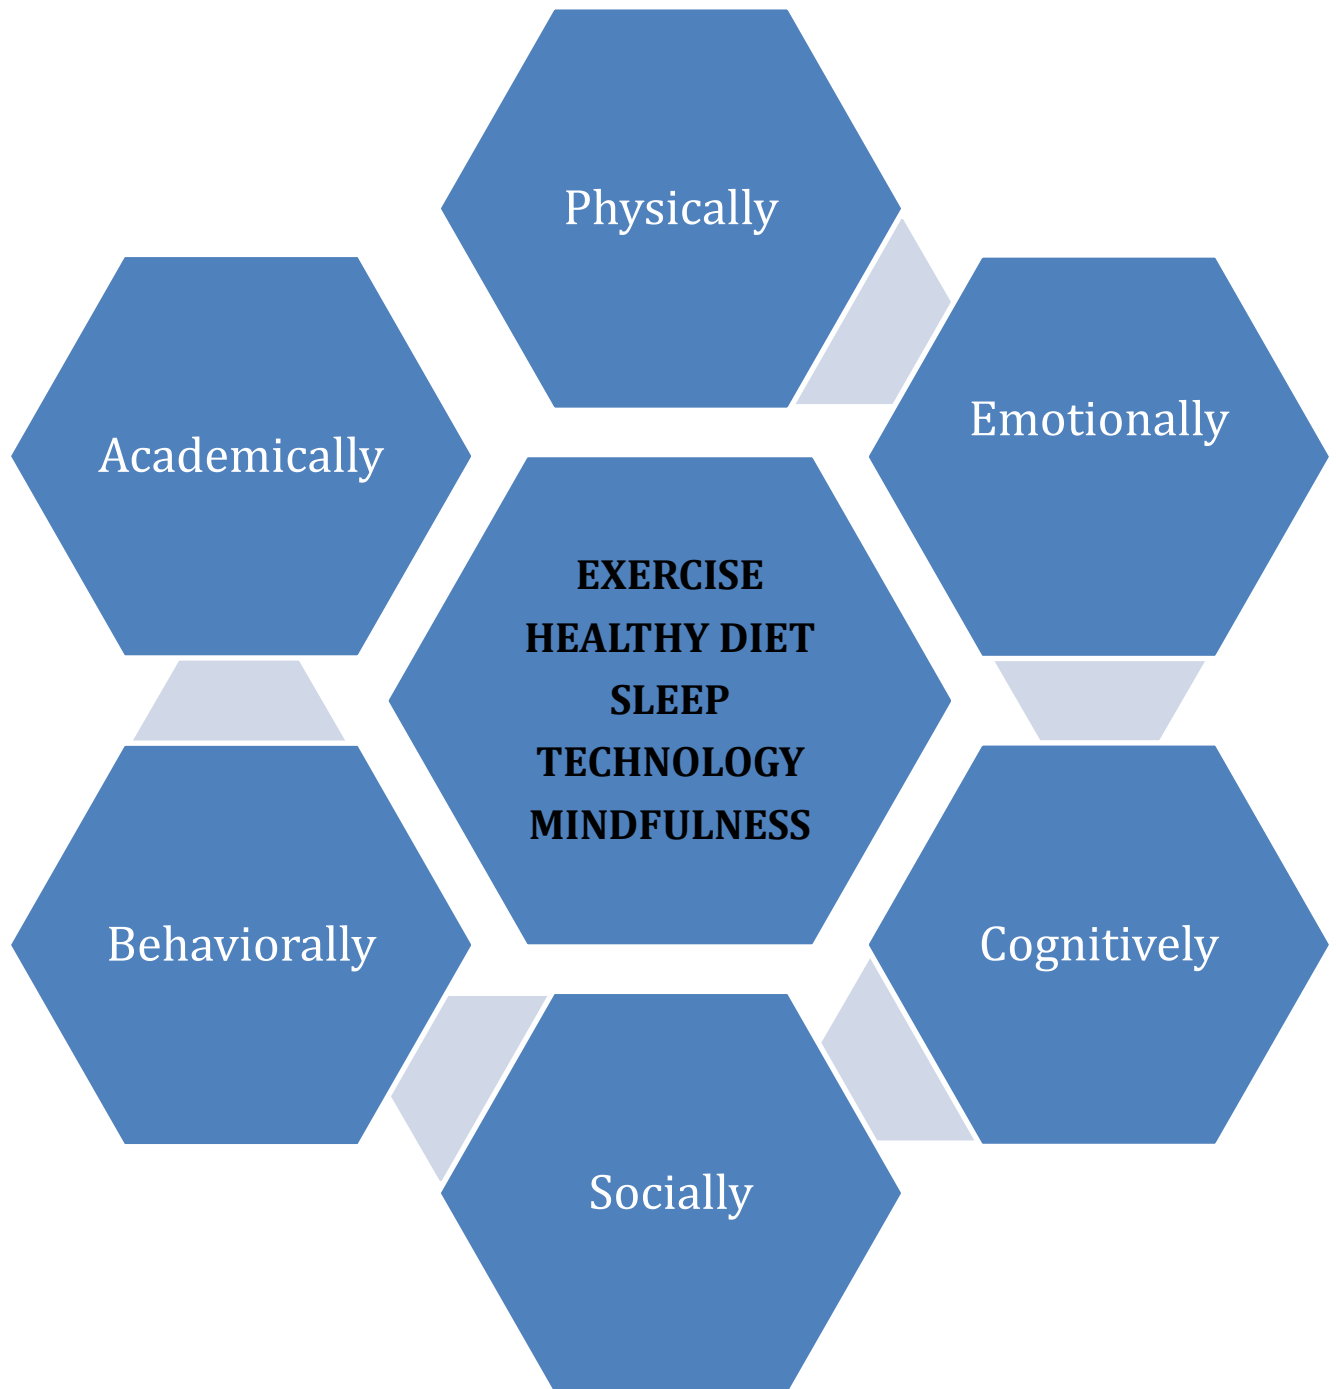 Physically
Emotionally
Academically
EXERCISE
HEALTHY DIET
SLEEP
TECHNOLOGY
MINDFULNESS
Behaviorally
Cognitively
Socially